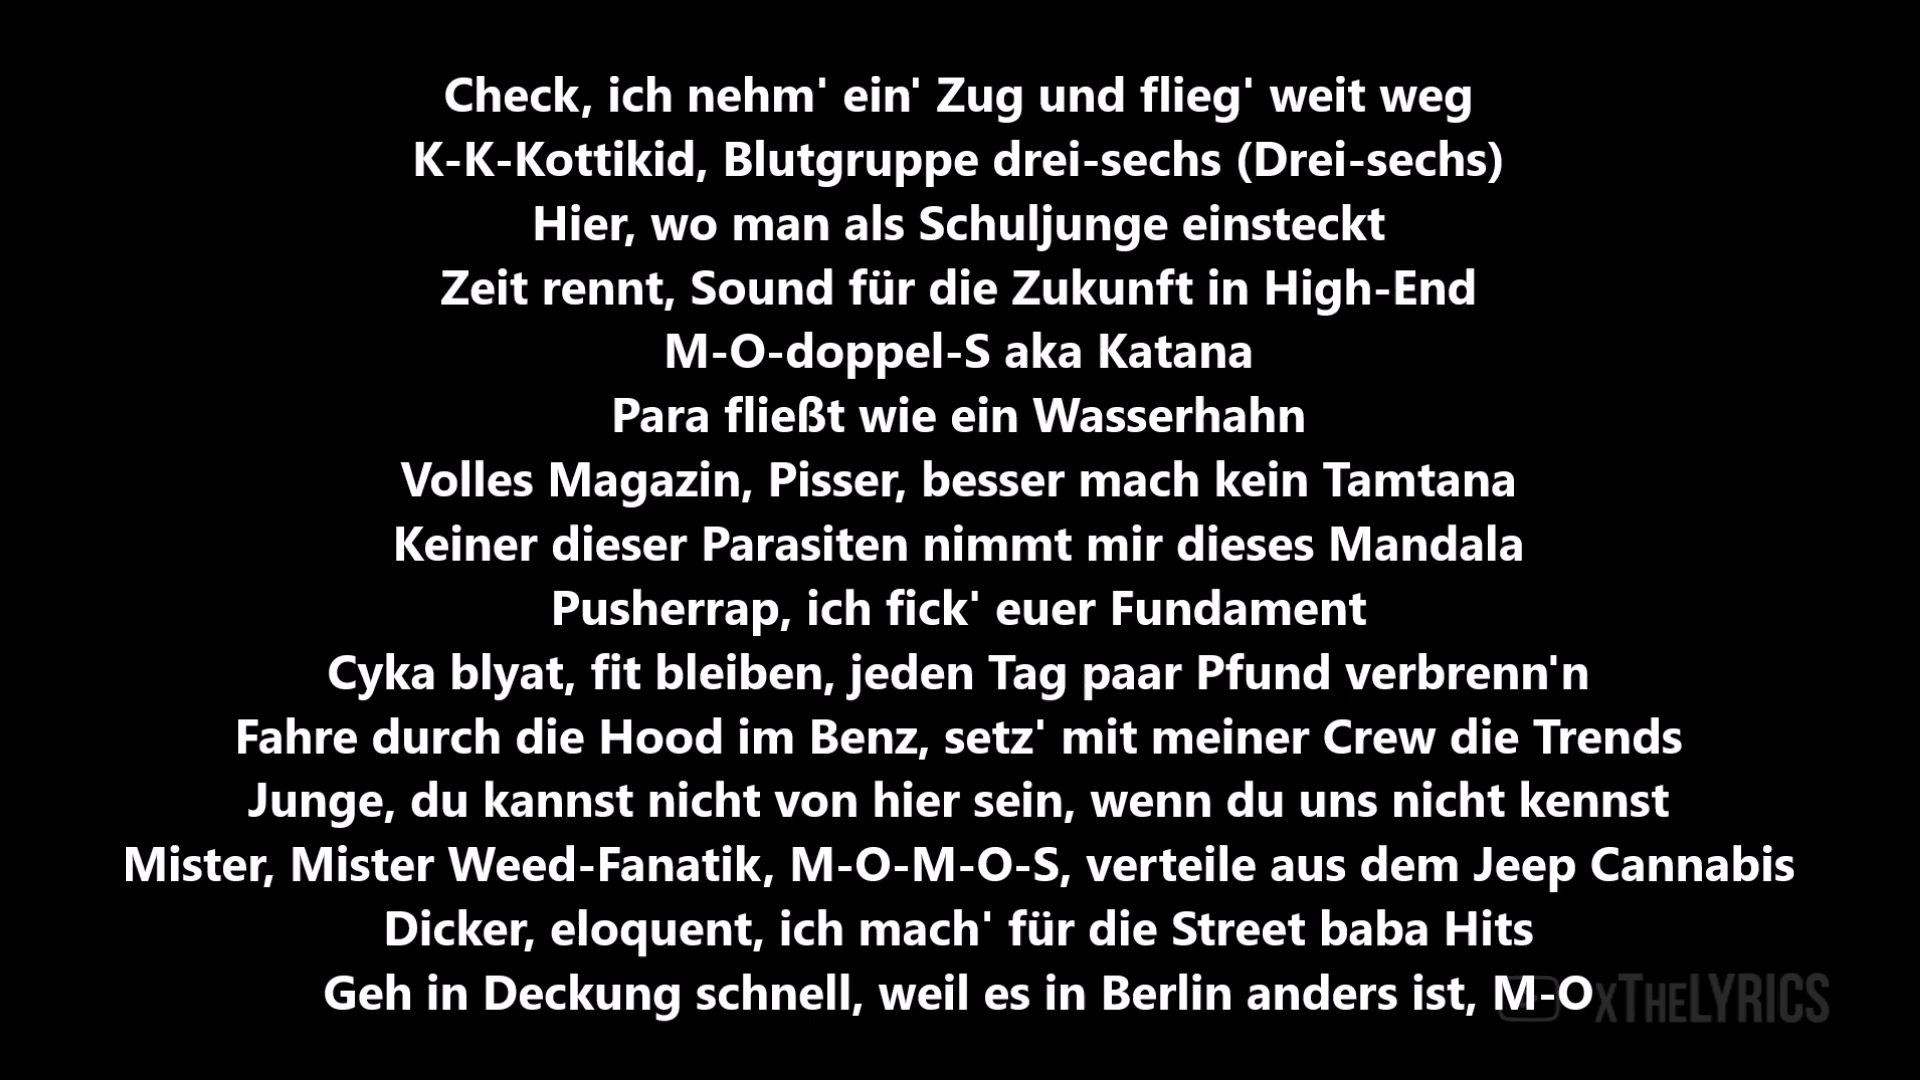 Check, ich nehm' ein' Zug und flieg' weit weg
K-K-Kottikid, Blutgruppe drei-sechs (Drei-sechs)
Hier, wo man als Schuljunge einsteckt
Zeit rennt, Sound für die Zukunft in High-End
M-O-doppel-S aka Katana
Para fließt wie ein Wasserhahn
Volles Magazin, Pisser, besser mach kein Tamtana
Keiner dieser Parasiten nimmt mir dieses Mandala
Pusherrap, ich fick' euer Fundament
Cyka blyat, fit bleiben, jeden Tag paar Pfund verbrenn'n
Fahre durch die Hood im Benz, setz' mit meiner Crew die Trends
Junge, du kannst nicht von hier sein, wenn du uns nicht kennst
Mister, Mister Weed-Fanatik, M-O-M-O-S, verteile aus dem Jeep Cannabis
Dicker, eloquent, ich mach' für die Street baba Hits
Geh in Deckung schnell, weil es in Berlin anders ist, M-O
xTheLYRICS